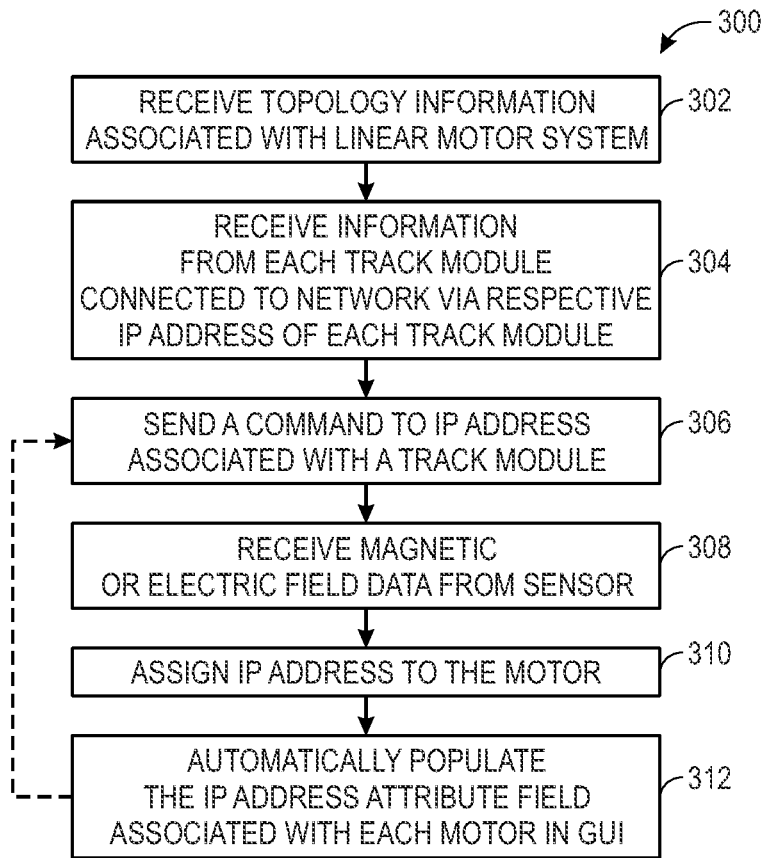 300
RECEIVE TOPOLOGY INFORMATION
ASSOCIATED WITH LINEAR MOTOR SYSTEM
302
RECEIVE INFORMATION
FROM EACH TRACK MODULE
CONNECTED TO NETWORK VIA RESPECTIVE
IP ADDRESS OF EACH TRACK MODULE
304
SEND A COMMAND TO IP ADDRESS
ASSOCIATED WITH A TRACK MODULE
306
RECEIVE MAGNETIC
OR ELECTRIC FIELD DATA FROM SENSOR
308
ASSIGN IP ADDRESS TO THE MOTOR
310
AUTOMATICALLY POPULATE
THE IP ADDRESS ATTRIBUTE FIELD
ASSOCIATED WITH EACH MOTOR IN GUI
312